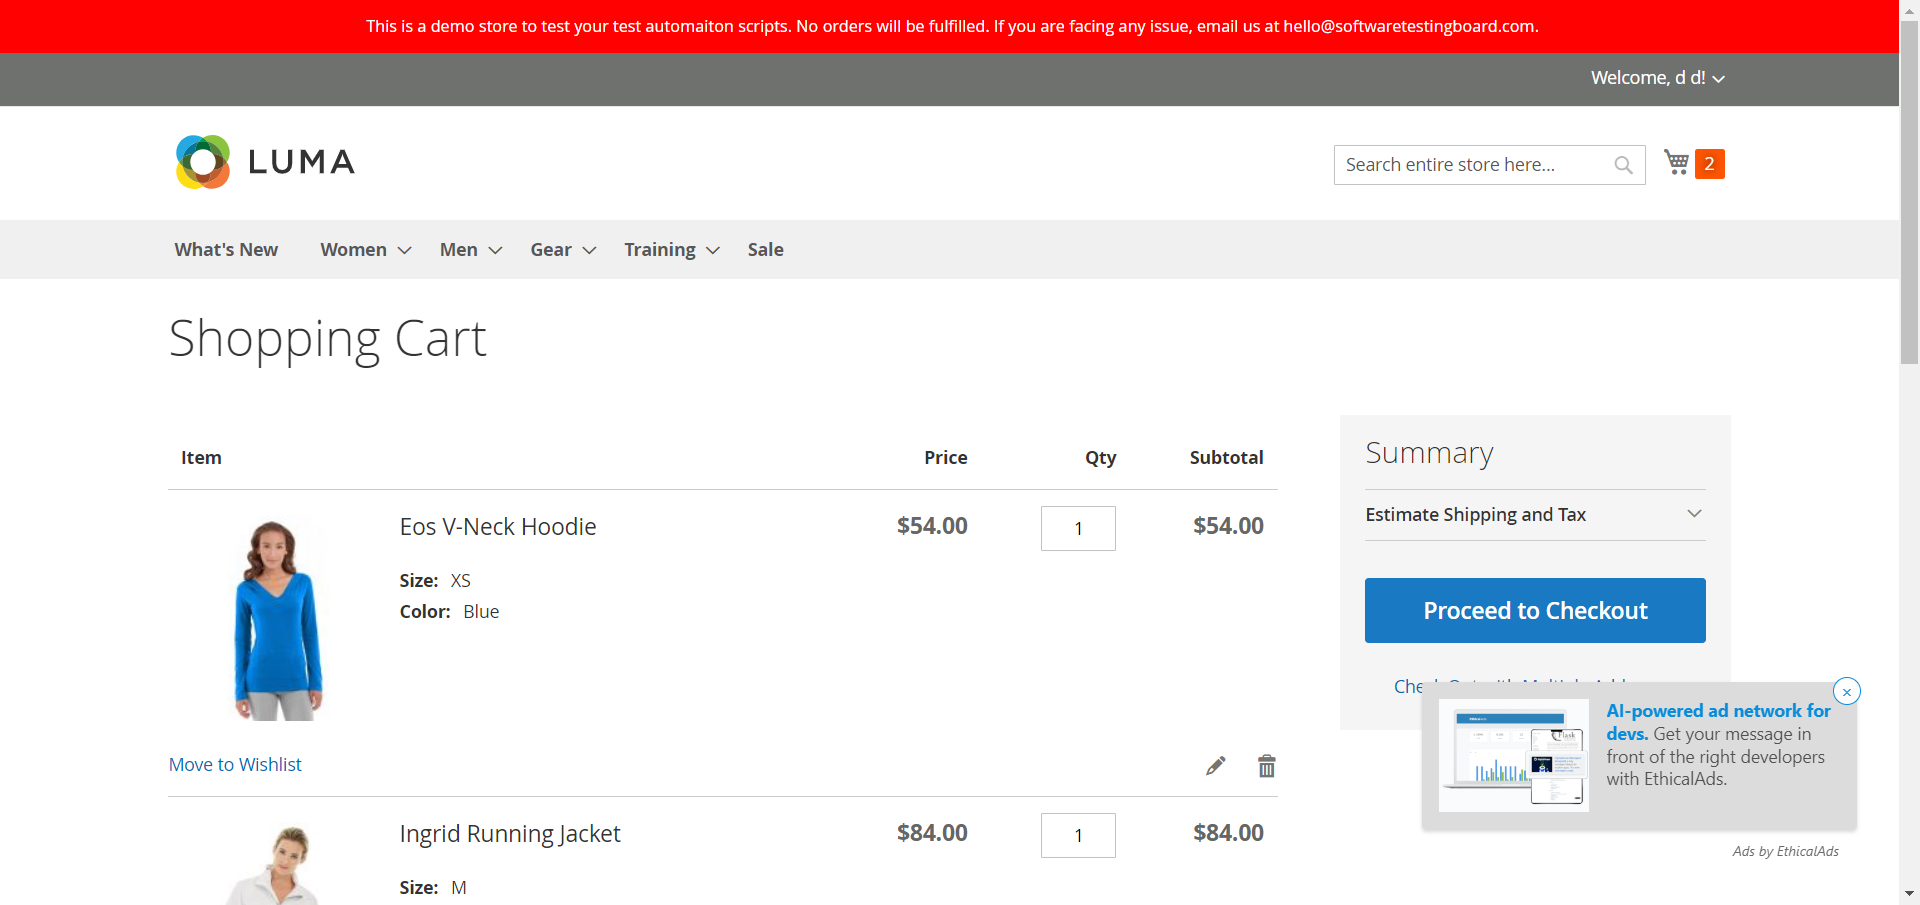 This is a demo store to test your test automaiton scripts. No orders will be fulfilled. If you are facing any issue, email us at hello@softwaretestingboard.com.
Welcome, d d!
LUMA
Search entire store here...
2
What's New Women Men Gear Training Sale
Shopping Cart
Item Price Qty Subtotal
Eos V-Neck Hoodie $54.00 1 $54.00
Size: XS
Color: Blue
Move to Wishlist
Ingrid Running Jacket $84.00 1 $84.00
Size: M
Summary
Estimate Shipping and Tax
Proceed to Checkout
AI-powered ad network for
devs. Get your message in
front of the right developers
with EthicalAds.
Ads by EthicalAds